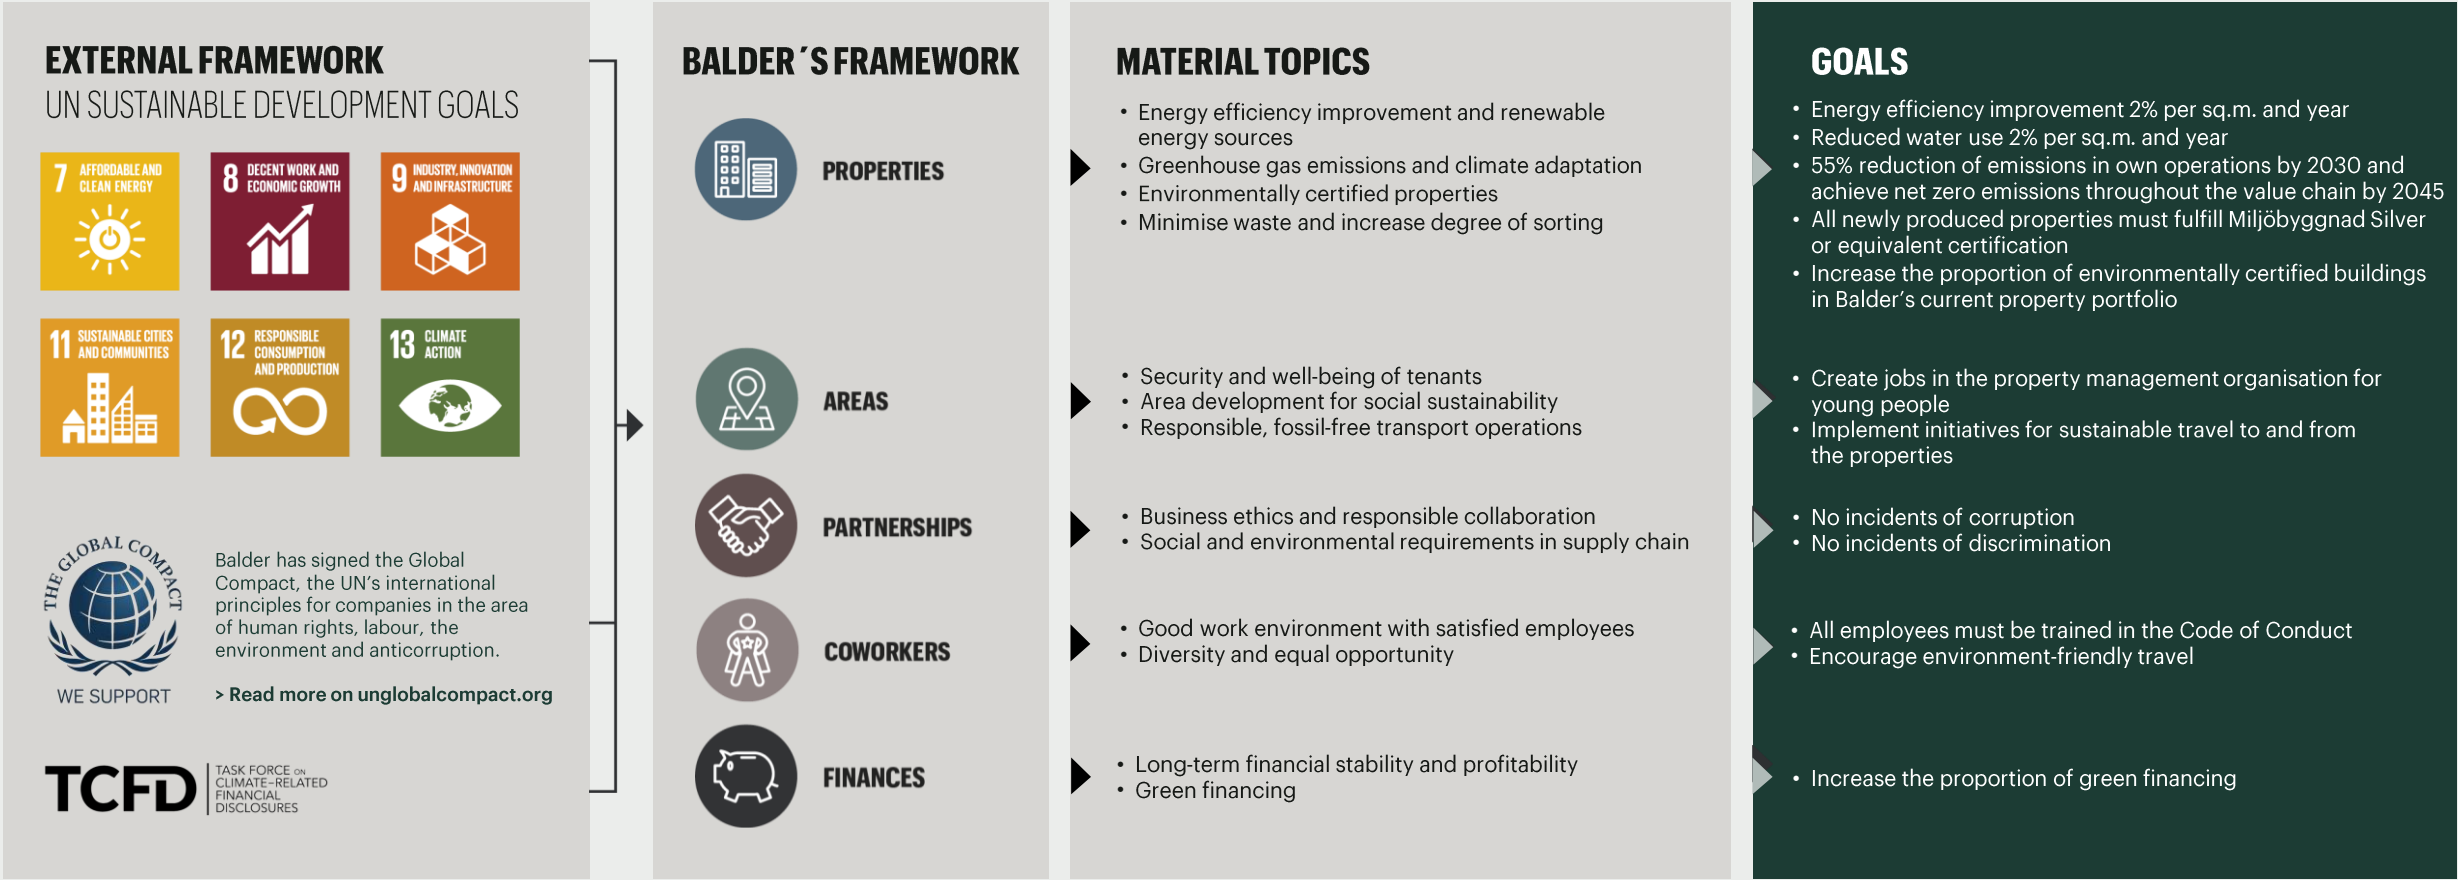 EXTERNAL FRAMEWORK
UN SUSTAINABLE DEVELOPMENT GOALS
7 AFFORDABLE AND
CLEAN ENERGY
8 DECENT WORK AND
ECONOMIC GROWTH
9 INDUSTRY, INNOVATION
AND INFRASTRUCTURE
11 SUSTAINABLE CITIES
AND COMMUNITIES
12 RESPONSIBLE
CONSUMPTION
AND PRODUCTION
13 CLIMATE
ACTION
THE GLOBAL COMPACT
WE SUPPORT
Balder has signed the Global
Compact, the UN’s international
principles for companies in the area
of human rights, labour, the
environment and anticorruption.
> Read more on unglobalcompact.org
TCFD
TASK FORCE ON
CLIMATE-RELATED
FINANCIAL
DISCLOSURES
BALDER´S FRAMEWORK
PROPERTIES
AREAS
PARTNERSHIPS
COWORKERS
FINANCES
MATERIAL TOPICS
• Energy efficiency improvement and renewable
energy sources
• Greenhouse gas emissions and climate adaptation
• Environmentally certified properties
• Minimise waste and increase degree of sorting
• Security and well-being of tenants
• Area development for social sustainability
• Responsible, fossil-free transport operations
• Business ethics and responsible collaboration
• Social and environmental requirements in supply chain
• Good work environment with satisfied employees
• Diversity and equal opportunity
• Long-term financial stability and profitability
• Green financing
GOALS
• Energy efficiency improvement 2% per sq.m. and year
• Reduced water use 2% per sq.m. and year
• 55% reduction of emissions in own operations by 2030 and
achieve net zero emissions throughout the value chain by 2045
• All newly produced properties must fulfill Miljöbyggnad Silver
or equivalent certification
• Increase the proportion of environmentally certified buildings
in Balder’s current property portfolio
• Create jobs in the property management organisation for
young people
• Implement initiatives for sustainable travel to and from
the properties
• No incidents of corruption
• No incidents of discrimination
• All employees must be trained in the Code of Conduct
• Encourage environment-friendly travel
• Increase the proportion of green financing